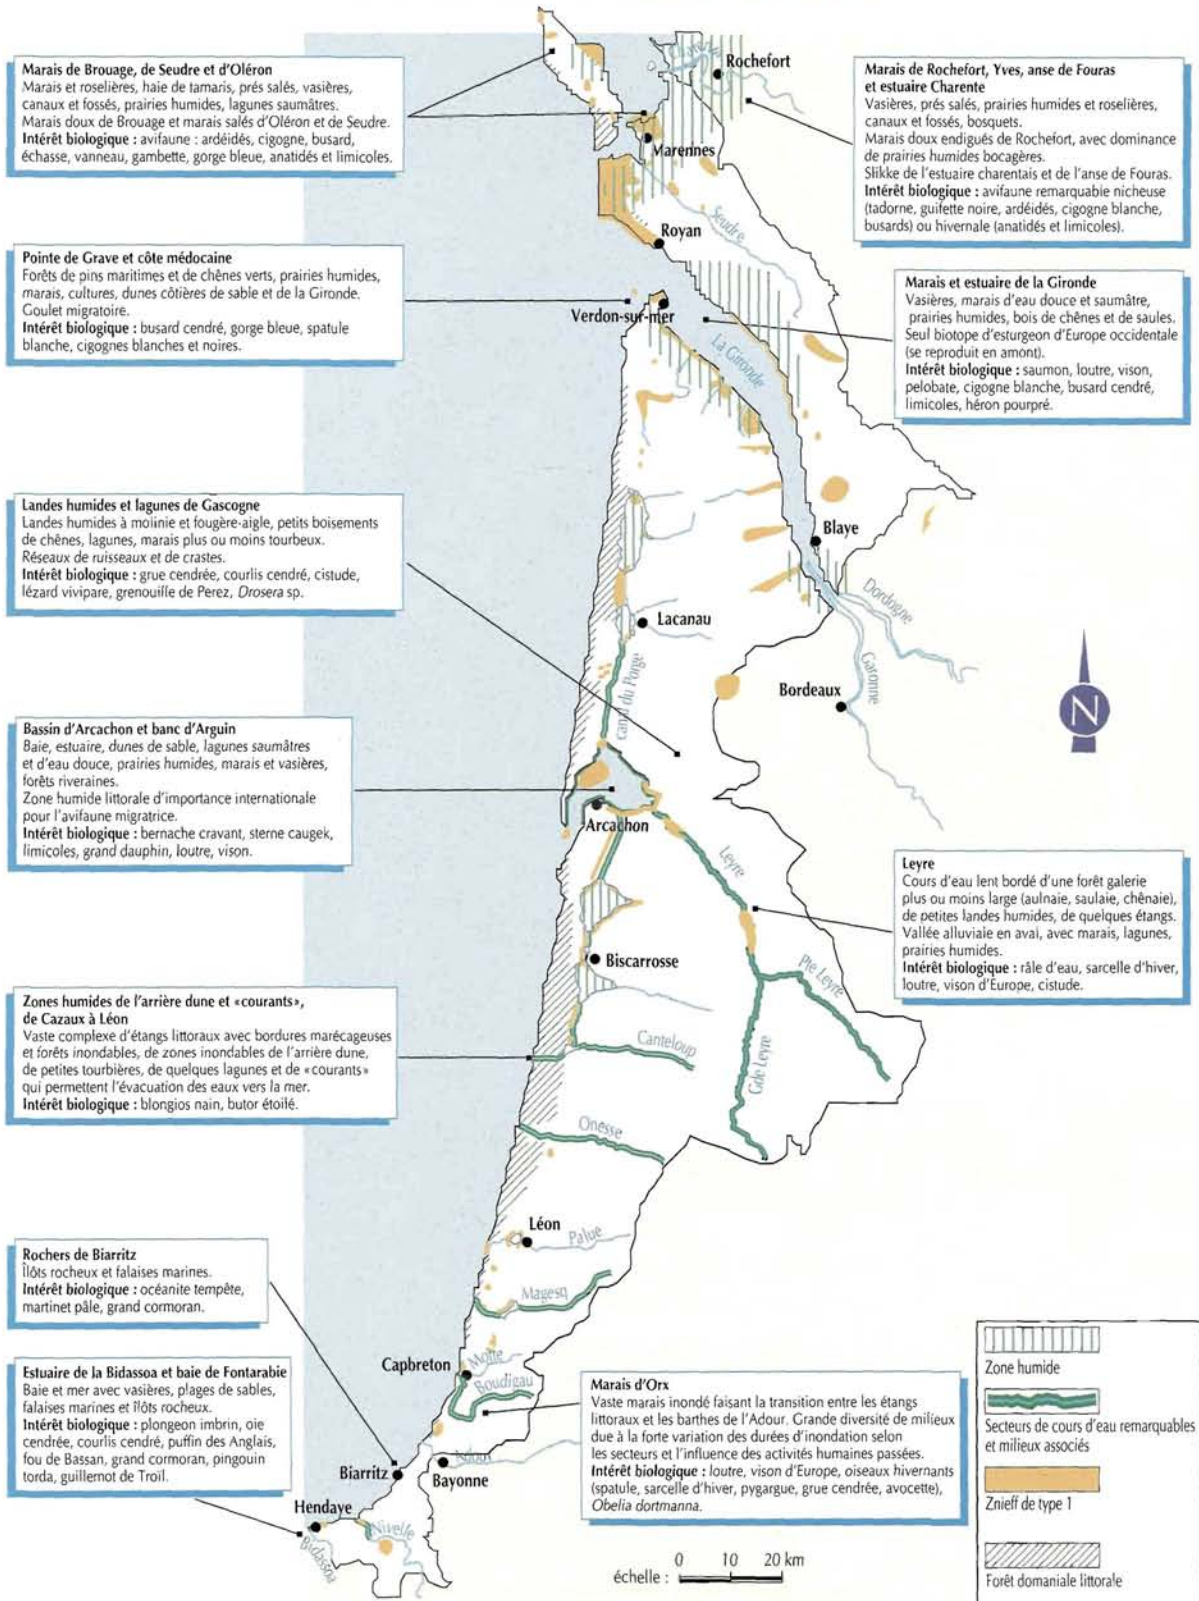 Marais de Brouage, de Seudre et d'Oléron
Marais et roselières, haie de tamaris, prés salés, vasières,
canaux et fossés, prairies humides, lagunes saumâtres.
Marais doux de Brouage et marais salés d'Oléron et de Seudre.
Intérêt biologique : avifaune : ardéidés, cigogne, busard,
échasse, vanneau, gambette, gorge bleue, anatidés et limicoles.
Marais de Rochefort, Yves, anse de Fouras
et estuaire Charente
Vasières, prés salés, prairies humides et roselières,
canaux et fossés, bosquets.
Marais doux endigués de Rochefort, avec dominance
de prairies humides bocagères.
Slikke de l'estuaire charentais et de l'anse de Fouras.
Intérêt biologique : avifaune remarquable nicheuse
(tadorne, guifette noire, ardéidés, cigogne blanche,
busards) ou hivernale (anatidés et limicoles).
Pointe de Grave et côte médocaine
Forêts de pins maritimes et de chênes verts, prairies humides,
marais, cultures, dunes côtières de sable et de la Gironde.
Goulet migratoire.
Intérêt biologique : busard cendré, gorge bleue, spatule
blanche, cigognes blanches et noires.
Marais et estuaire de la Gironde
Vasières, marais d'eau douce et saumâtre,
prairies humides, bois de chênes et de saules.
Seul biotope d'esturgeon d'Europe occidentale
(se reproduit en amont).
Intérêt biologique : saumon, loutre, vison,
pelobate, cigogne blanche, busard cendré,
limicoles, héron pourpré.
Landes humides et lagunes de Gascogne
Landes humides à molinie et fougère-aigle, petits boisements
de chênes, lagunes, marais plus ou moins tourbeux.
Réseaux de ruisseaux et de crastes.
Intérêt biologique : grue cendrée, courlis cendré, cistude,
lézard vivipare, grenouille de Perez, Drosera sp.
Bassin d'Arcachon et banc d'Arguin
Baie, estuaire, dunes de sable, lagunes saumâtres
et d'eau douce, prairies humides, marais et vasières,
forêts riveraines.
Zone humide littorale d'importance internationale
pour l'avifaune migratrice.
Intérêt biologique : bernache cravant, sterne caugek,
limicoles, grand dauphin, loutre, vison.
Leyre
Cours d'eau lent bordé d'une forêt galerie
plus ou moins large (aulnaie, saulaie, chênaie),
de petites landes humides, de quelques étangs.
Vallée alluviale en aval, avec marais, lagunes,
prairies humides.
Intérêt biologique : râle d'eau, sarcelle d'hiver,
loutre, vison d'Europe, cistude.
Zones humides de l'arrière dune et «courants»,
de Cazaux à Léon
Vaste complexe d'étangs littoraux avec bordures marécageuses
et forêts inondables, de zones inondables de l'arrière dune,
de petites tourbières, de quelques lagunes et de «courants»
qui permettent l'évacuation des eaux vers la mer.
Intérêt biologique : blongios nain, butor étoilé.
Rochers de Biarritz
Îlots rocheux et falaises marines.
Intérêt biologique : océanite tempête,
martinet pâle, grand cormoran.
Estuaire de la Bidassoa et baie de Fontarabie
Baie et mer avec vasières, plages de sables,
falaises marines et îlots rocheux.
Intérêt biologique : plongeon imbrin, oie
cendrée, courlis cendré, puffin des Anglais,
fou de Bassan, grand cormoran, pingouin
torda, guillemot de Troïl.
Marais d'Orx
Vaste marais inondé faisant la transition entre les étangs
littoraux et les barthes de l'Adour. Grande diversité de milieux
due à la forte variation des durées d'inondation selon
les secteurs et l'influence des activités humaines passées.
Intérêt biologique : loutre, vison d'Europe, oiseaux hivernants
(spatule, sarcelle d'hiver, pygargue, grue cendrée, avocette),
Obelia dortmanna.
Charente
Rochefort
Marennes
Seudre
Royan
Verdon-sur-mer
La Gironde
Blaye
Dordogne
Garonne
Lacanau
canal du Porge
Bordeaux
N
Arcachon
Leyre
Biscarrosse
Pte Leyre
Gde Leyre
Canteloup
Onesse
Léon
Palue
Magesq
Capbreton
Boudigau
Adour
Biarritz
Bayonne
Hendaye
Nivelle
Bidassoa
échelle :
0 10 20 km
Zone humide
Secteurs de cours d'eau remarquables
et milieux associés
Znieff de type 1
Forêt domaniale littorale